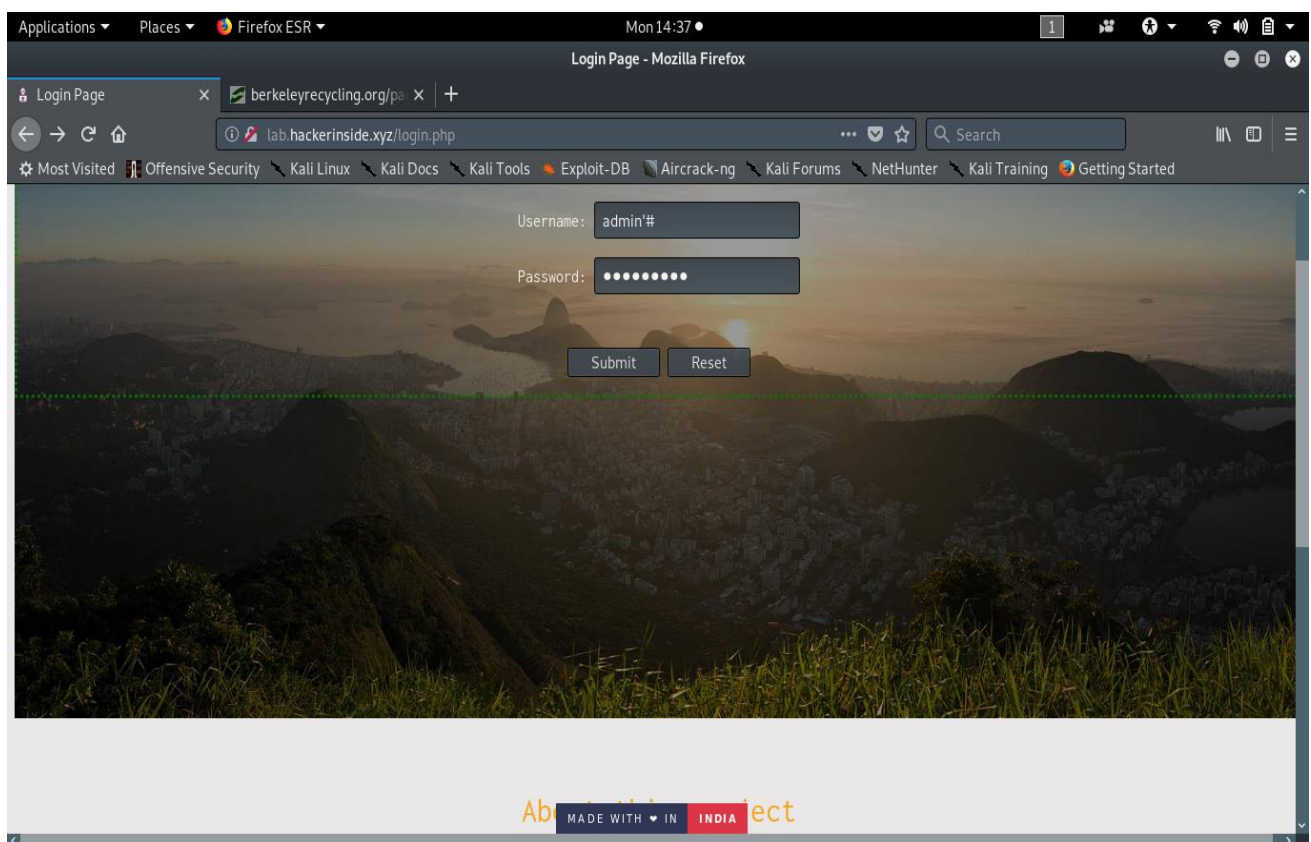 Applications Places Firefox ESR Mon 14:37 1
Login Page - Mozilla Firefox
Login Page berkeleyrecycling.org/pa
lab.hackerinside.xyz/login.php Search
Most Visited Offensive Security Kali Linux Kali Docs Kali Tools Exploit-DB Aircrack-ng Kali Forums NetHunter Kali Training Getting Started
Username: admin'#
Password: ●●●●●●●●●
Submit Reset
MADE WITH ♥ IN INDIA